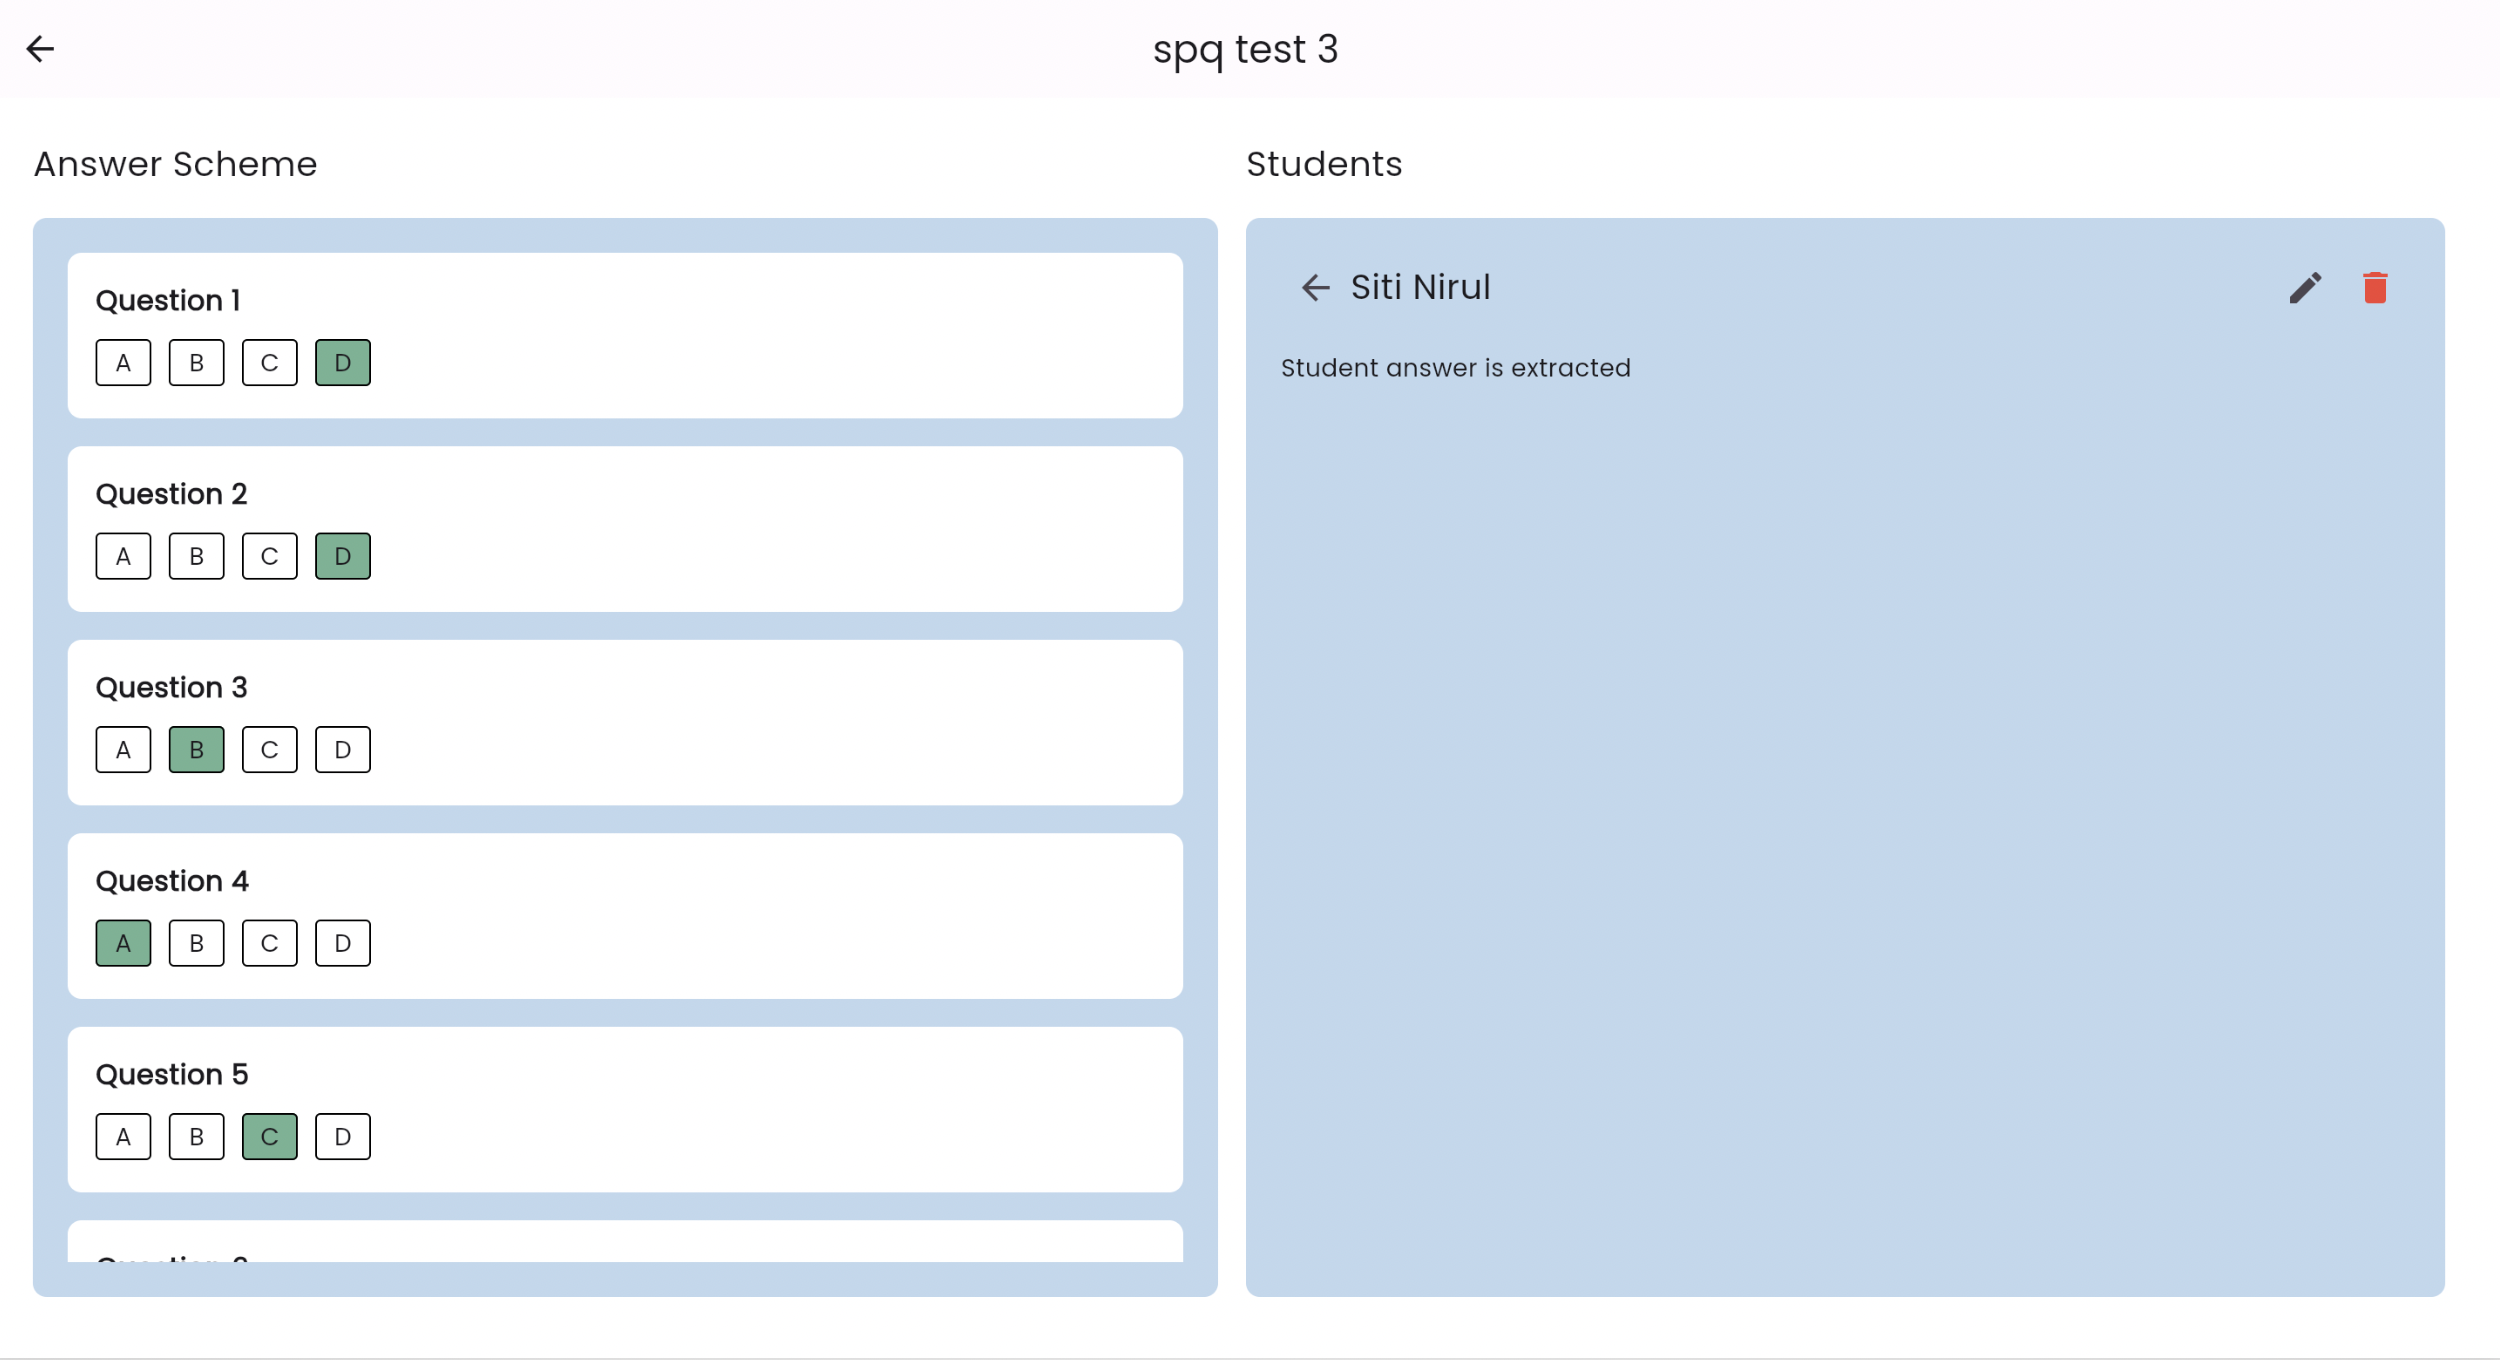 spq test 3
Answer Scheme
Question 1
A B C D
Question 2
A B C D
Question 3
A B C D
Question 4
A B C D
Question 5
A B C D
Students
Siti Nirul
Student answer is extracted